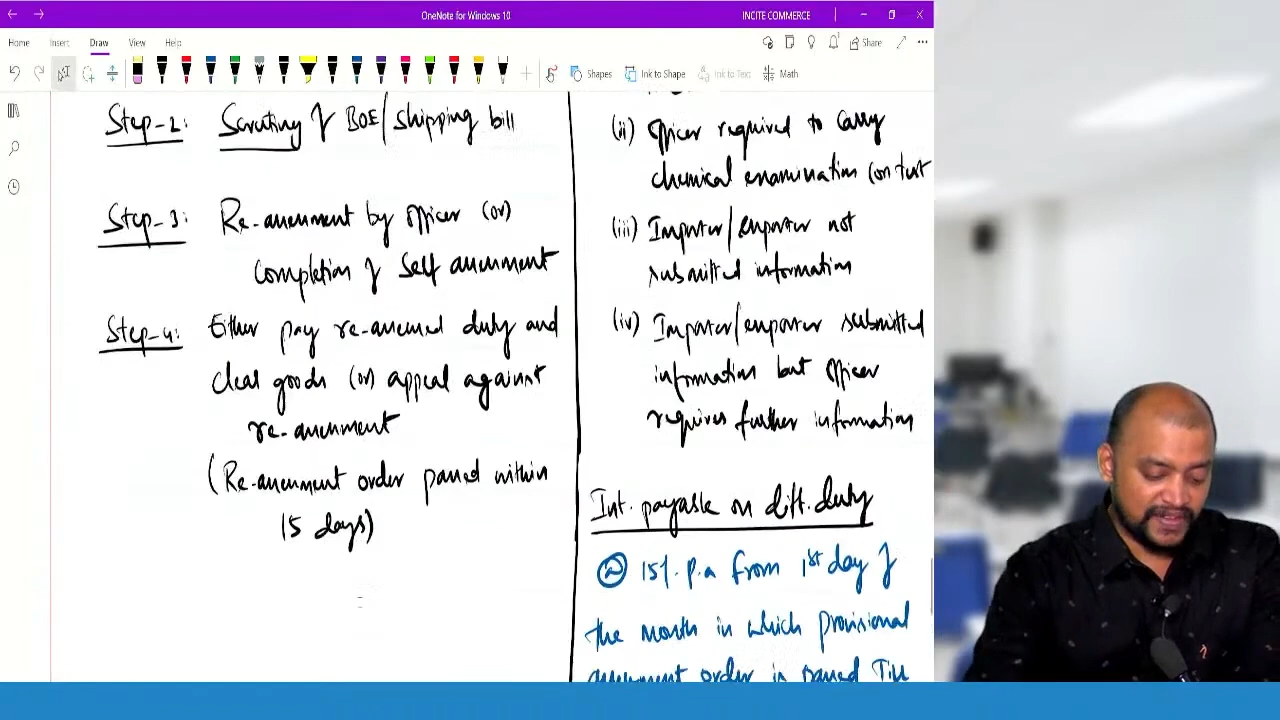 OneNote for Windows 10
INCITE COMMERCE
Home Insert Draw View Help
Share
Shapes
Ink to Shape
Ink to Text
Math
Step-2: Scrutiny of BOE/shipping bill
Step-3: Re-assessment by officer (or)
completion of self assessment
Step-4: Either pay re-assessed duty and
clear goods (or) appeal against
re-assessment
(Re-assessment order passed within
15 days)
(ii) officer required to carry
chemical examination (or) test
(iii) Importer/exporter not
submitted information
(iv) Importer/exporter submitted
information but officer
requires further information
Int. payable on diff. duty
@ 15% p.a from 1st day of
the month in which provisional
assessment order is passed Till